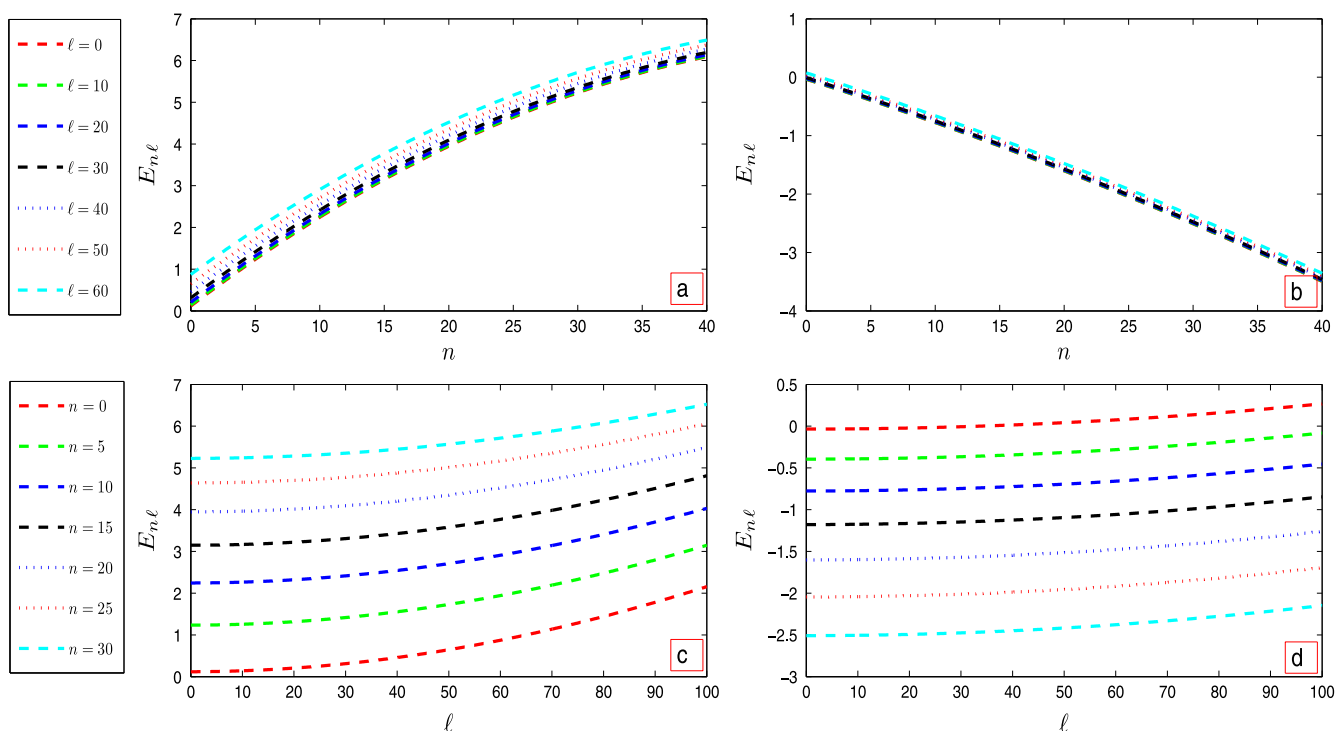 ℓ = 0
ℓ = 10
ℓ = 20
ℓ = 30
ℓ = 40
ℓ = 50
ℓ = 60
7
6
5
4
3
2
1
0
E_{nℓ}
0 5 10 15 20 25 30 35 40
n
a
1
0
−1
−2
−3
−4
E_{nℓ}
0 5 10 15 20 25 30 35 40
n
b
n = 0
n = 5
n = 10
n = 15
n = 20
n = 25
n = 30
7
6
5
4
3
2
1
0
E_{nℓ}
0 10 20 30 40 50 60 70 80 90 100
ℓ
c
0.5
0
−0.5
−1
−1.5
−2
−2.5
−3
E_{nℓ}
0 10 20 30 40 50 60 70 80 90 100
ℓ
d